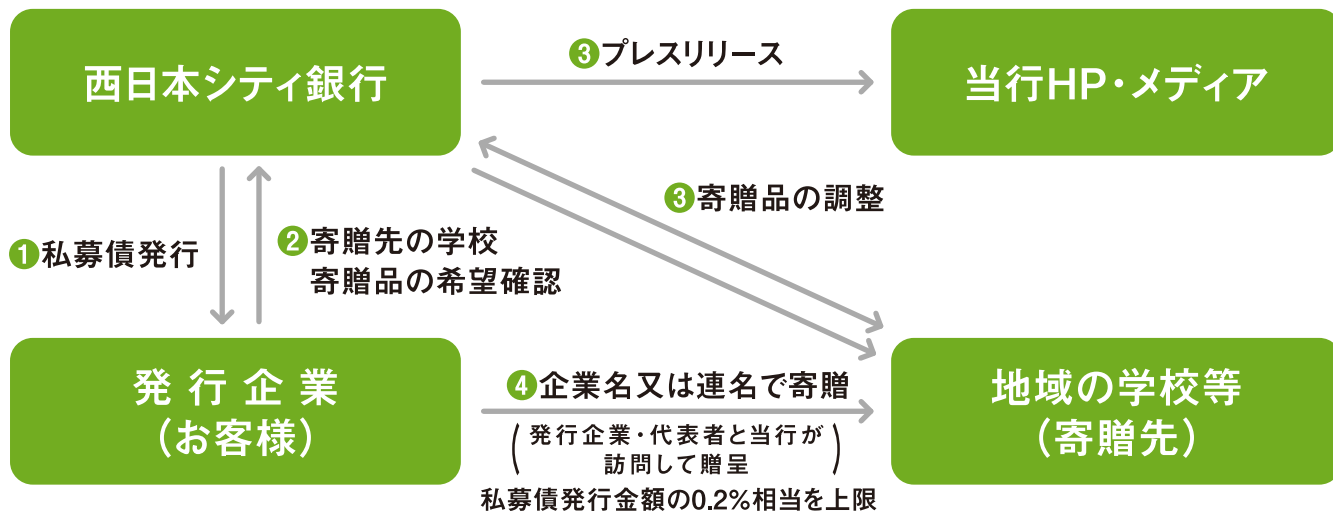 西日本シティ銀行
❸プレスリリース
当行HP・メディア
❸寄贈品の調整
❶私募債発行
❷寄贈先の学校
寄贈品の希望確認
発行企業
(お客様)
❹企業名又は連名で寄贈
(発行企業・代表者と当行が
訪問して贈呈)
私募債発行金額の0.2%相当を上限
地域の学校等
(寄贈先)